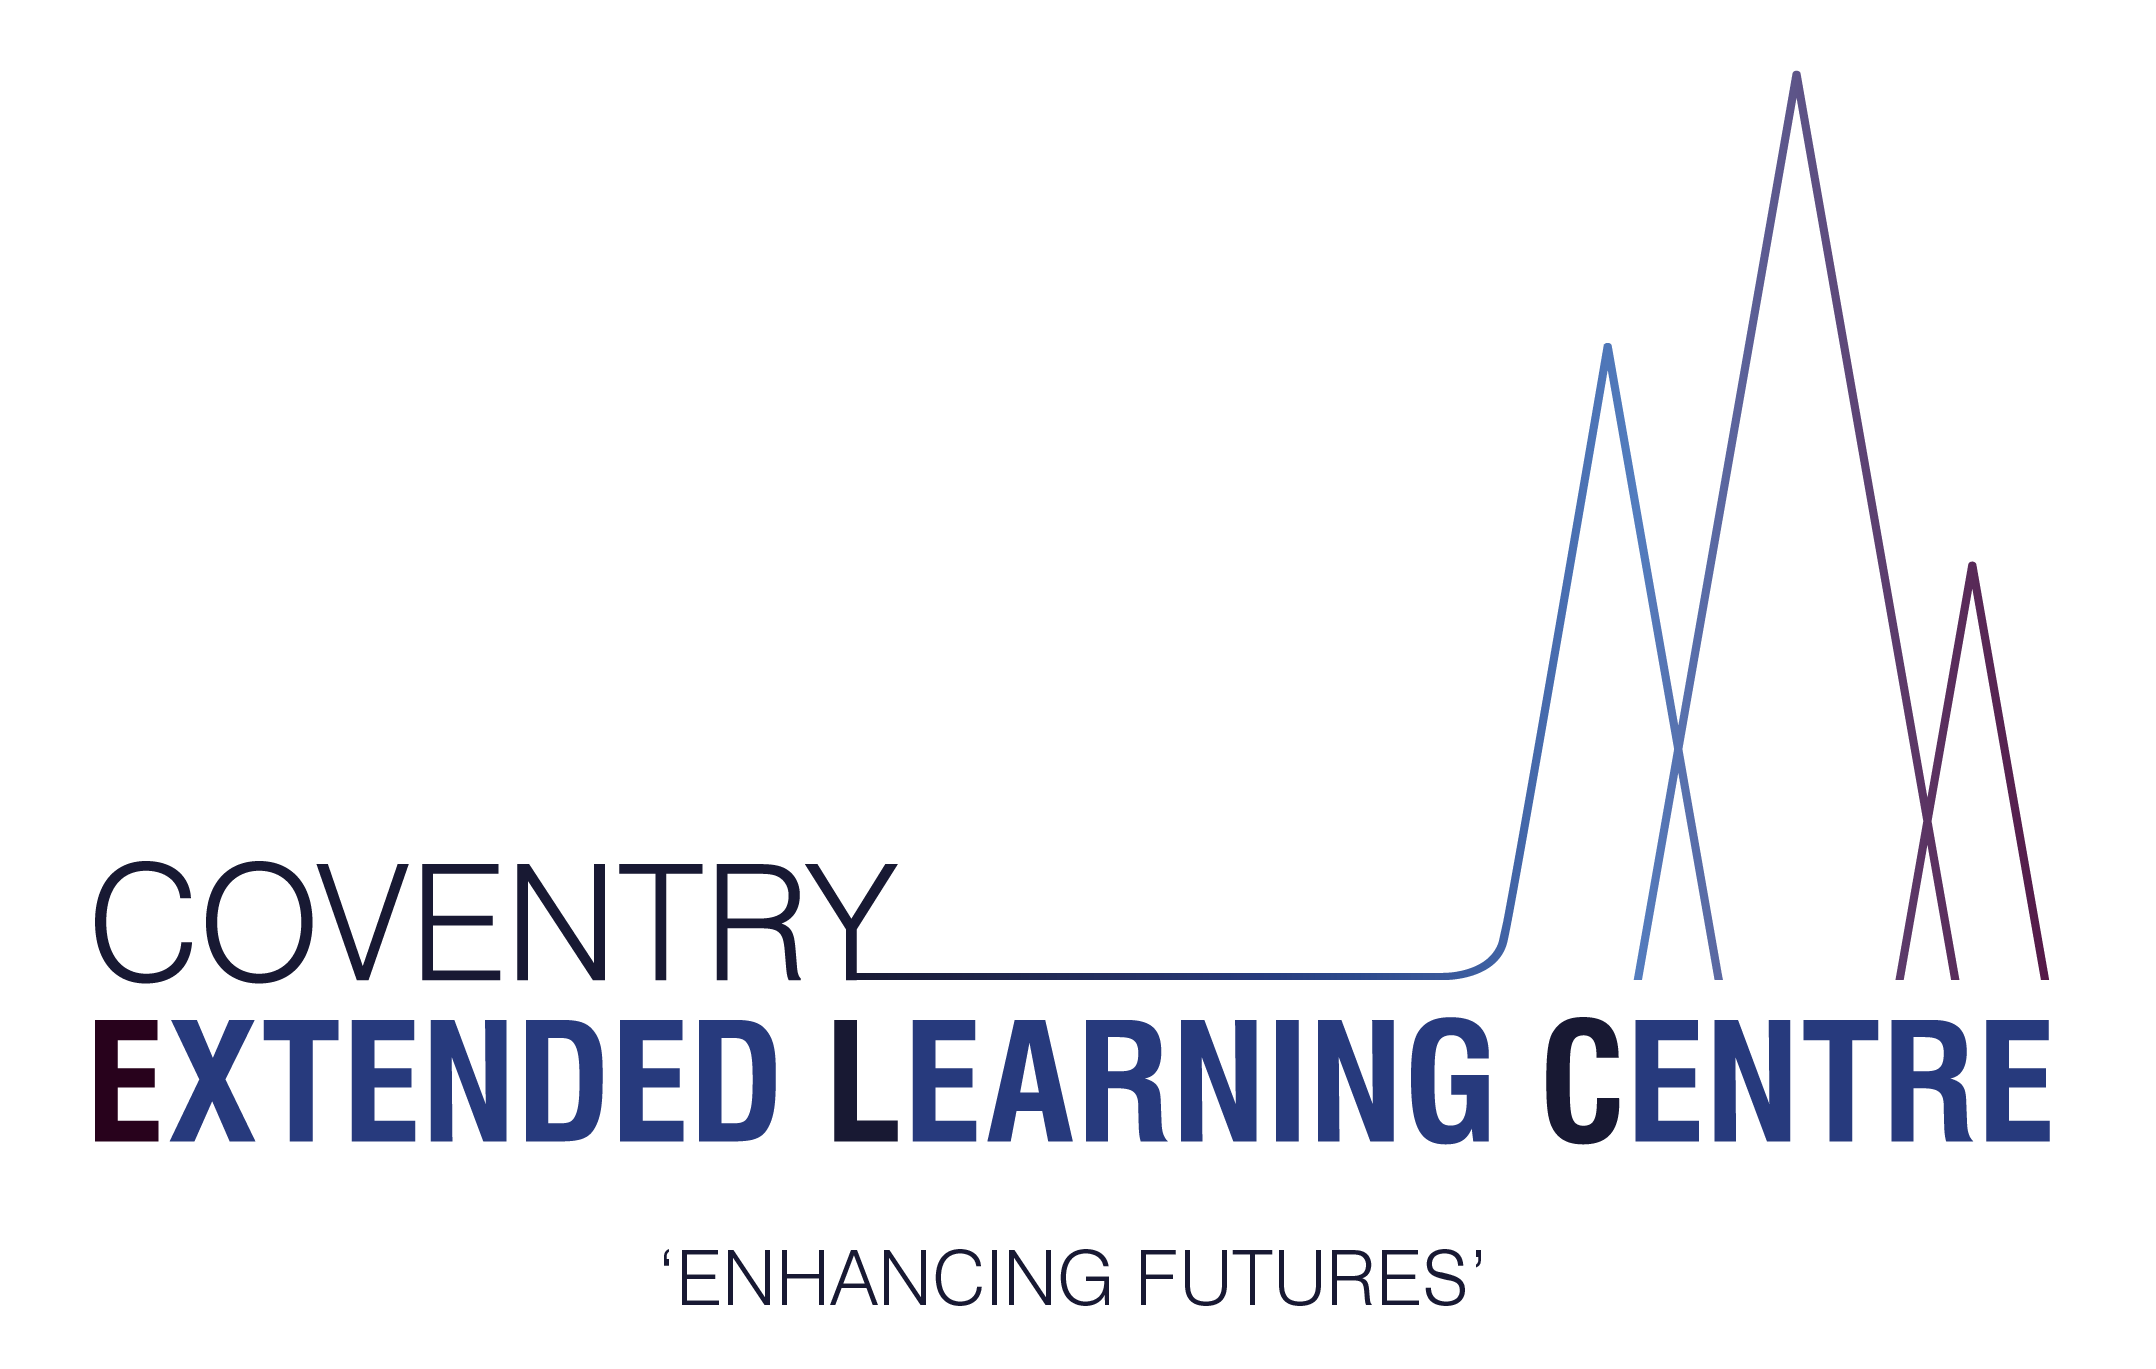 COVENTRY
EXTENDED LEARNING CENTRE
‘ENHANCING FUTURES’